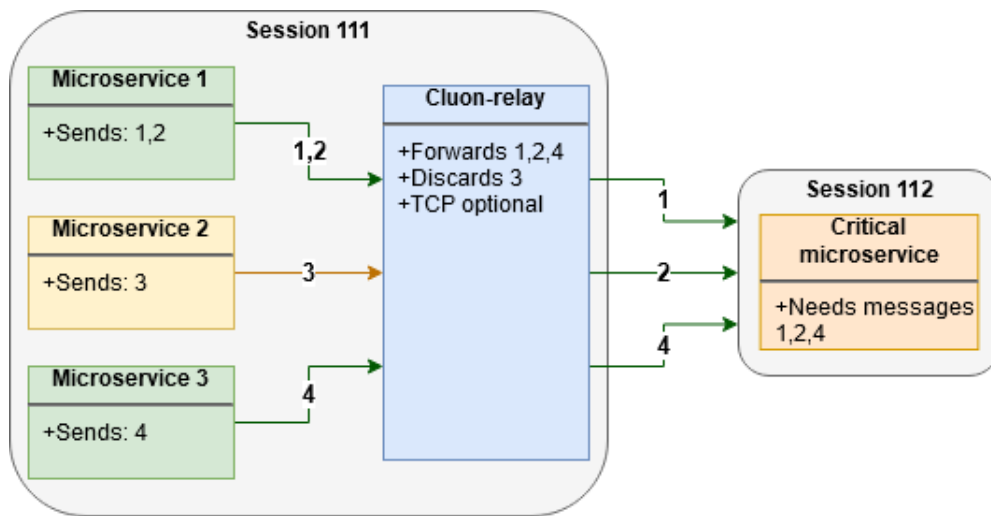 Session 111
Microservice 1
+Sends: 1,2
1,2
Microservice 2
+Sends: 3
3
Microservice 3
+Sends: 4
4
Cluon-relay
+Forwards 1,2,4
+Discards 3
+TCP optional
1
2
4
Session 112
Critical
microservice
+Needs messages
1,2,4